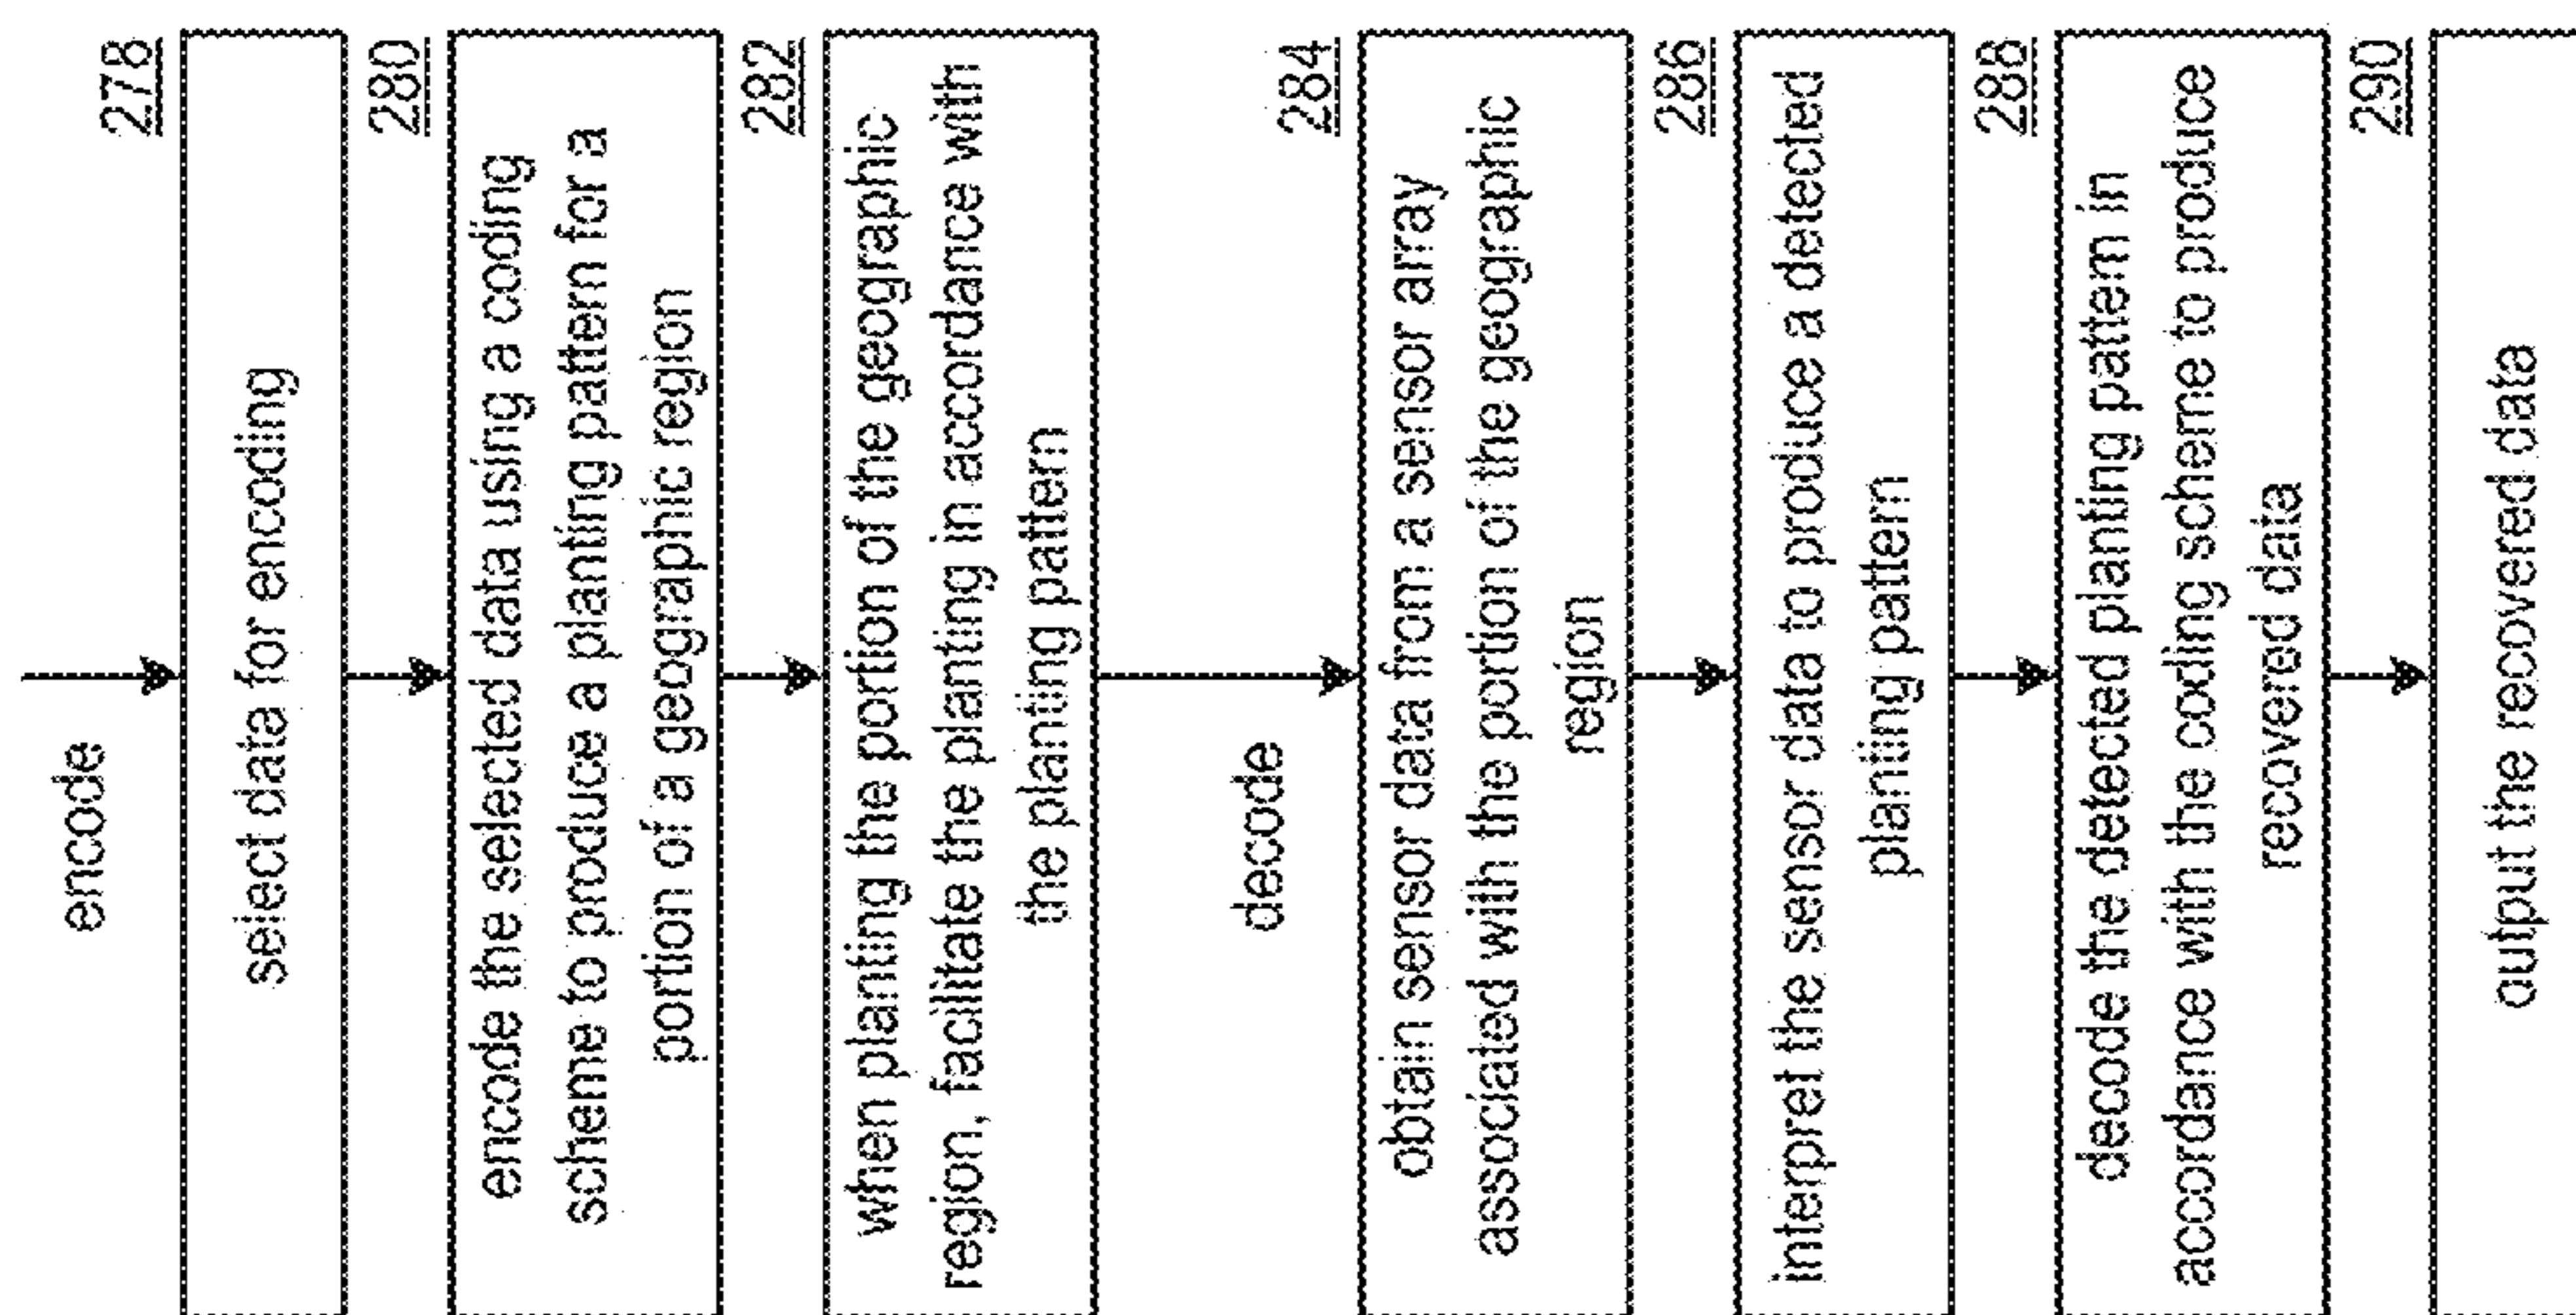 encode
278
select data for encoding
280
encode the selected data using a coding
scheme to produce a planting pattern for a
portion of a geographic region
282
when planting the portion of the geographic
region, facilitate the planting in accordance with
the planting pattern
decode
284
obtain sensor data from a sensor array
associated with the portion of the geographic
region
286
interpret the sensor data to produce a detected
planting pattern
288
decode the detected planting pattern in
accordance with the coding scheme to produce
recovered data
290
output the recovered data